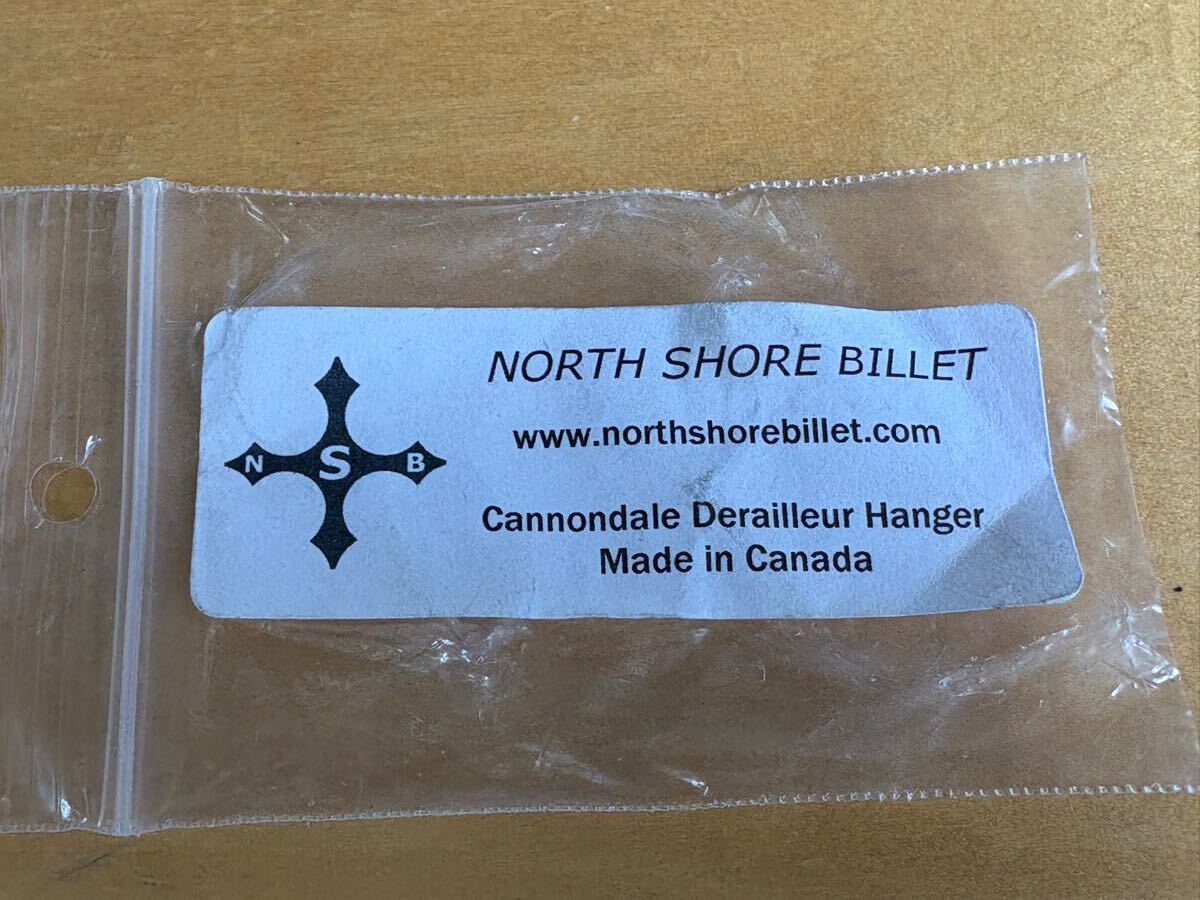 NORTH SHORE BILLET
www.northshorebillet.com
N S B
Cannondale Derailleur Hanger
Made in Canada